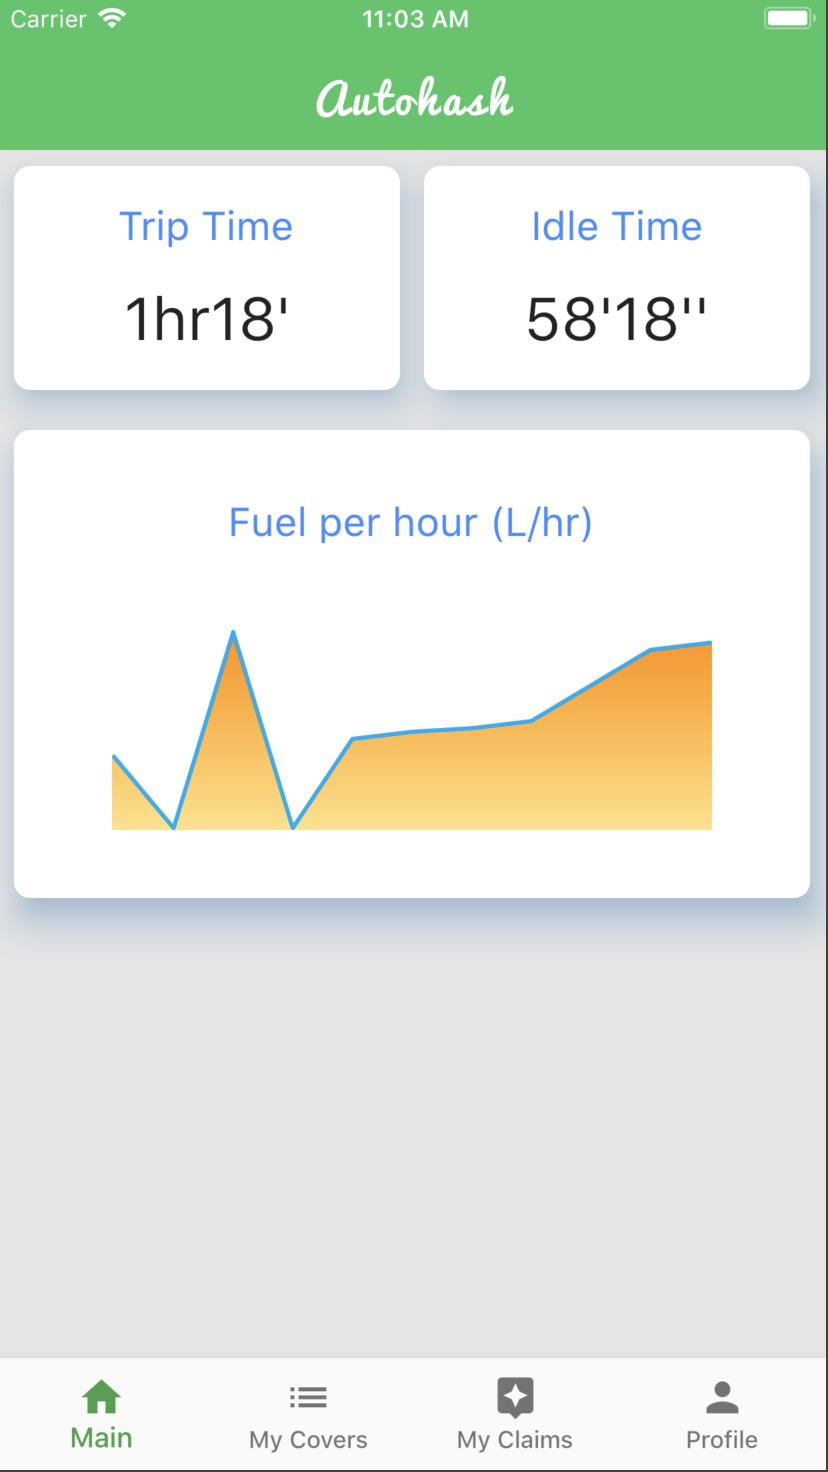 Carrier 11:03 AM
Autohash
Trip Time
1hr18'
Idle Time
58'18''
Fuel per hour (L/hr)
Main
My Covers
My Claims
Profile